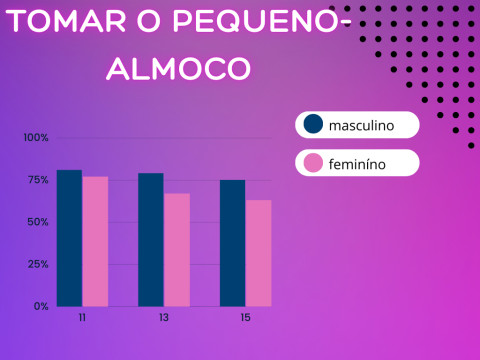 TOMAR O PEQUENO-
ALMOCO
masculino
feminíno
100%
75%
50%
25%
0%
11 13 15